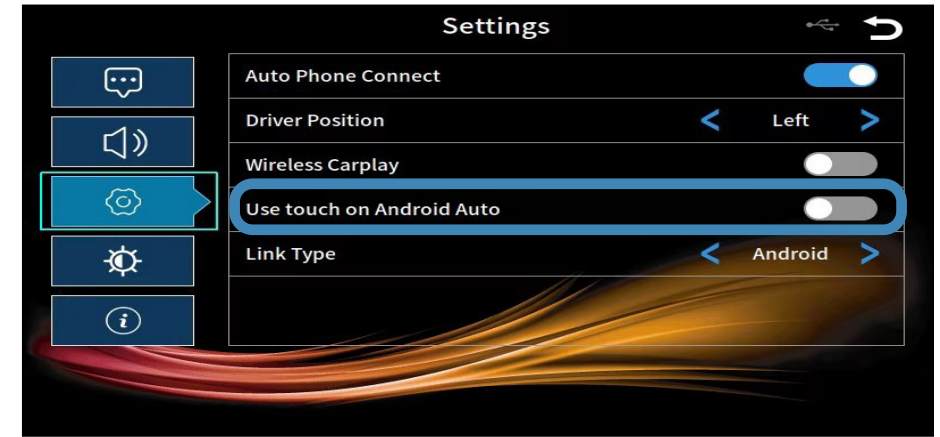 Settings
Auto Phone Connect
Driver Position < Left >
Wireless Carplay
Use touch on Android Auto
Link Type < Android >
i